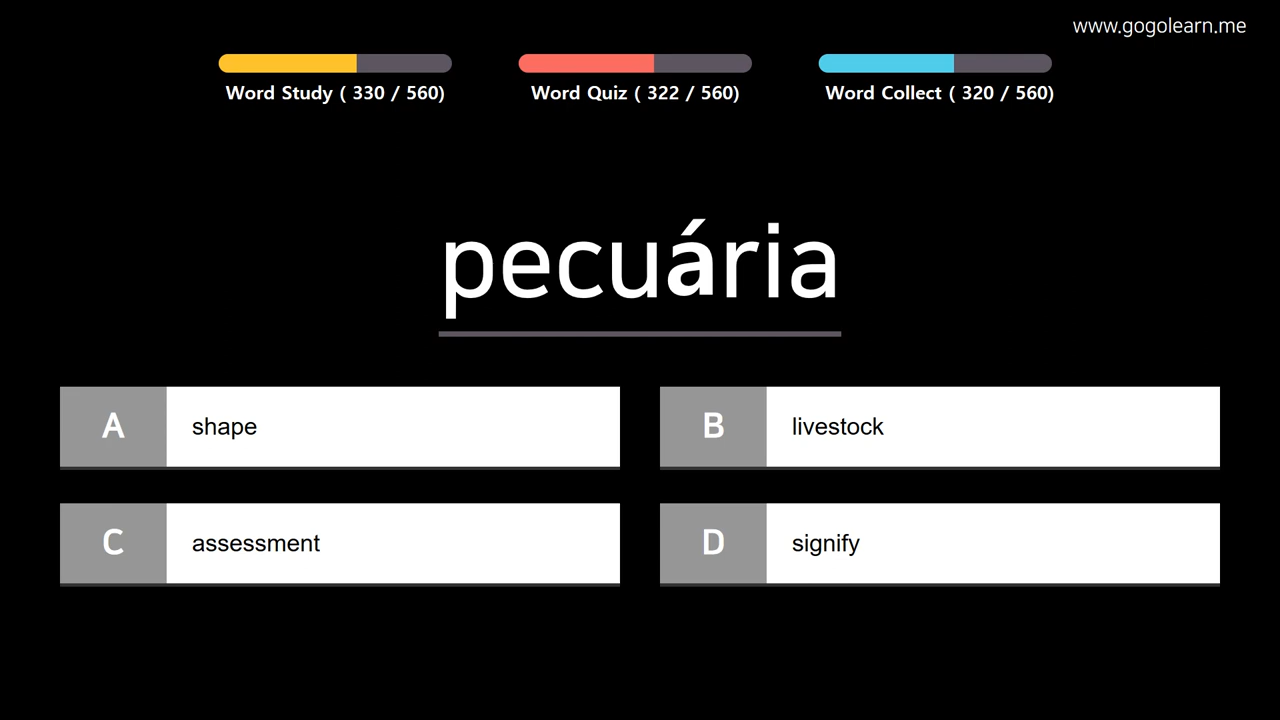 www.gogolearn.me
Word Study ( 330 / 560)
Word Quiz ( 322 / 560)
Word Collect ( 320 / 560)
pecuária
A shape
B livestock
C assessment
D signify